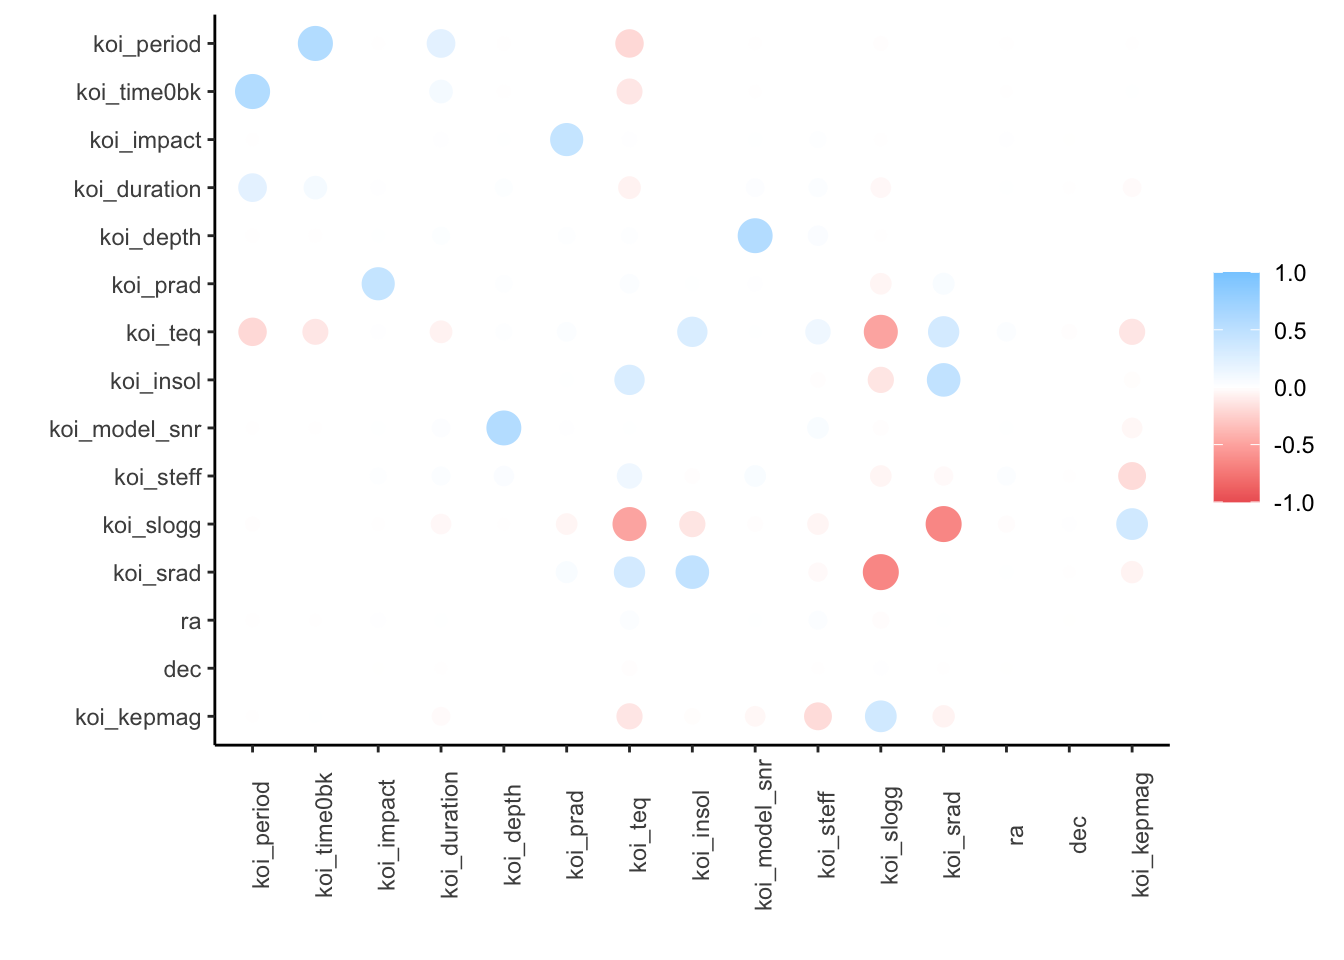 koi_period
koi_time0bk
koi_impact
koi_duration
koi_depth
koi_prad
koi_teq
koi_insol
koi_model_snr
koi_steff
koi_slogg
koi_srad
ra
dec
koi_kepmag
1.0
0.5
0.0
-0.5
-1.0
koi_period
koi_time0bk
koi_impact
koi_duration
koi_depth
koi_prad
koi_teq
koi_insol
koi_model_snr
koi_steff
koi_slogg
koi_srad
ra
dec
koi_kepmag